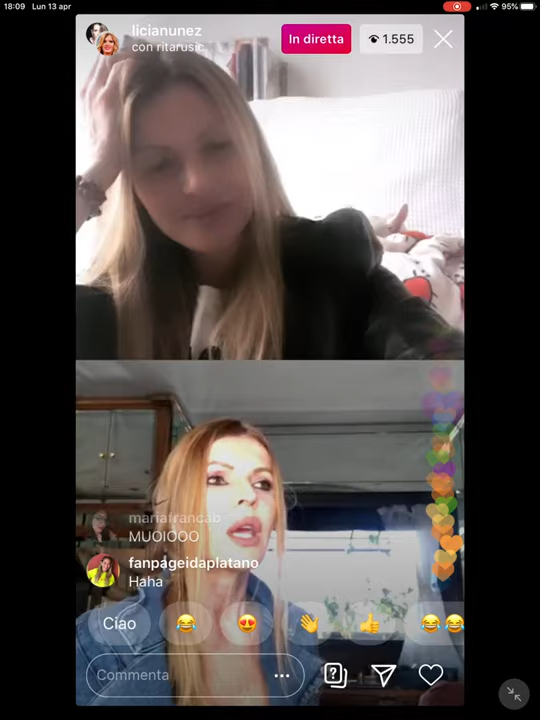 18:09 Lun 13 apr
95%
licianunez
con ritarusic
In diretta
1.555
mariafrancab
MUOIOOO
fanpageidaplatano
Haha
Ciao
Commenta